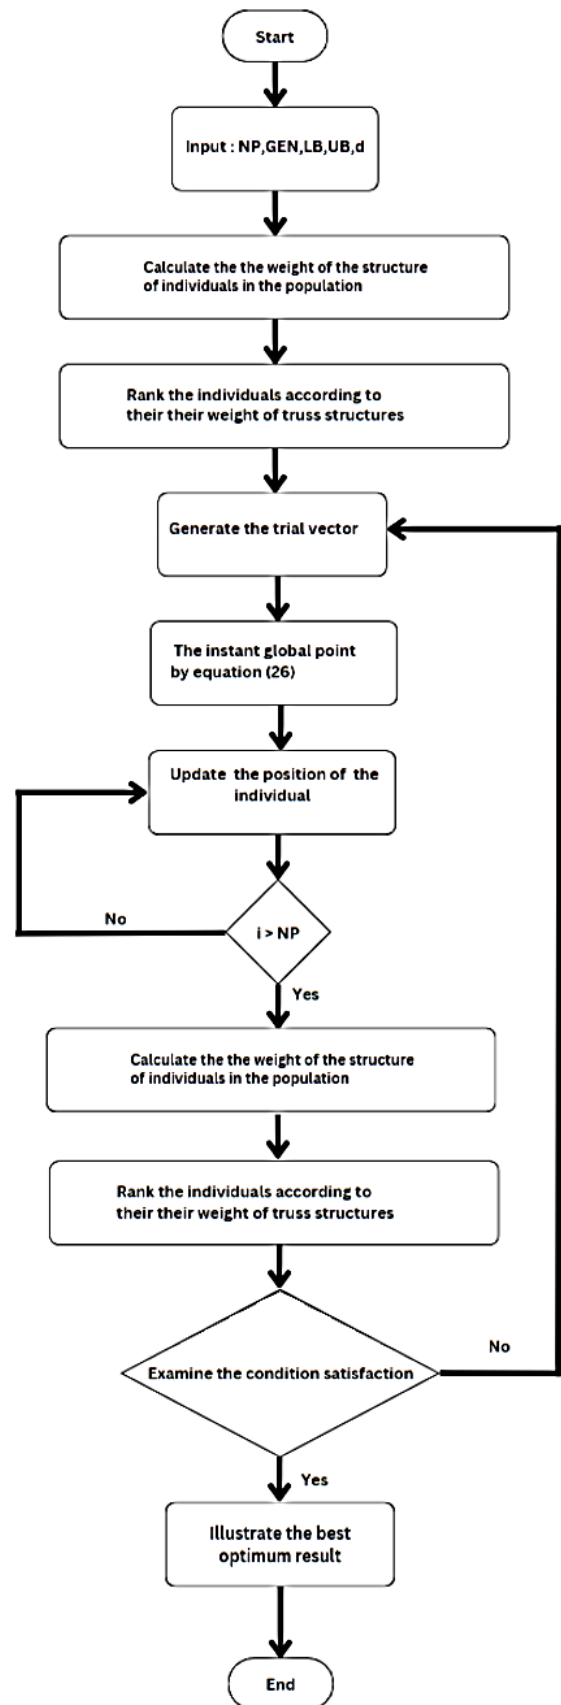 Start
Input : NP,GEN,LB,UB,d
Calculate the the weight of the structure
of individuals in the population
Rank the individuals according to
their their weight of truss structures
Generate the trial vector
The instant global point
by equation (26)
Update the position of the
individual
No
i > NP
Yes
Calculate the the weight of the structure
of individuals in the population
Rank the individuals according to
their their weight of truss structures
No
Examine the condition satisfaction
Yes
Illustrate the best
optimum result
End